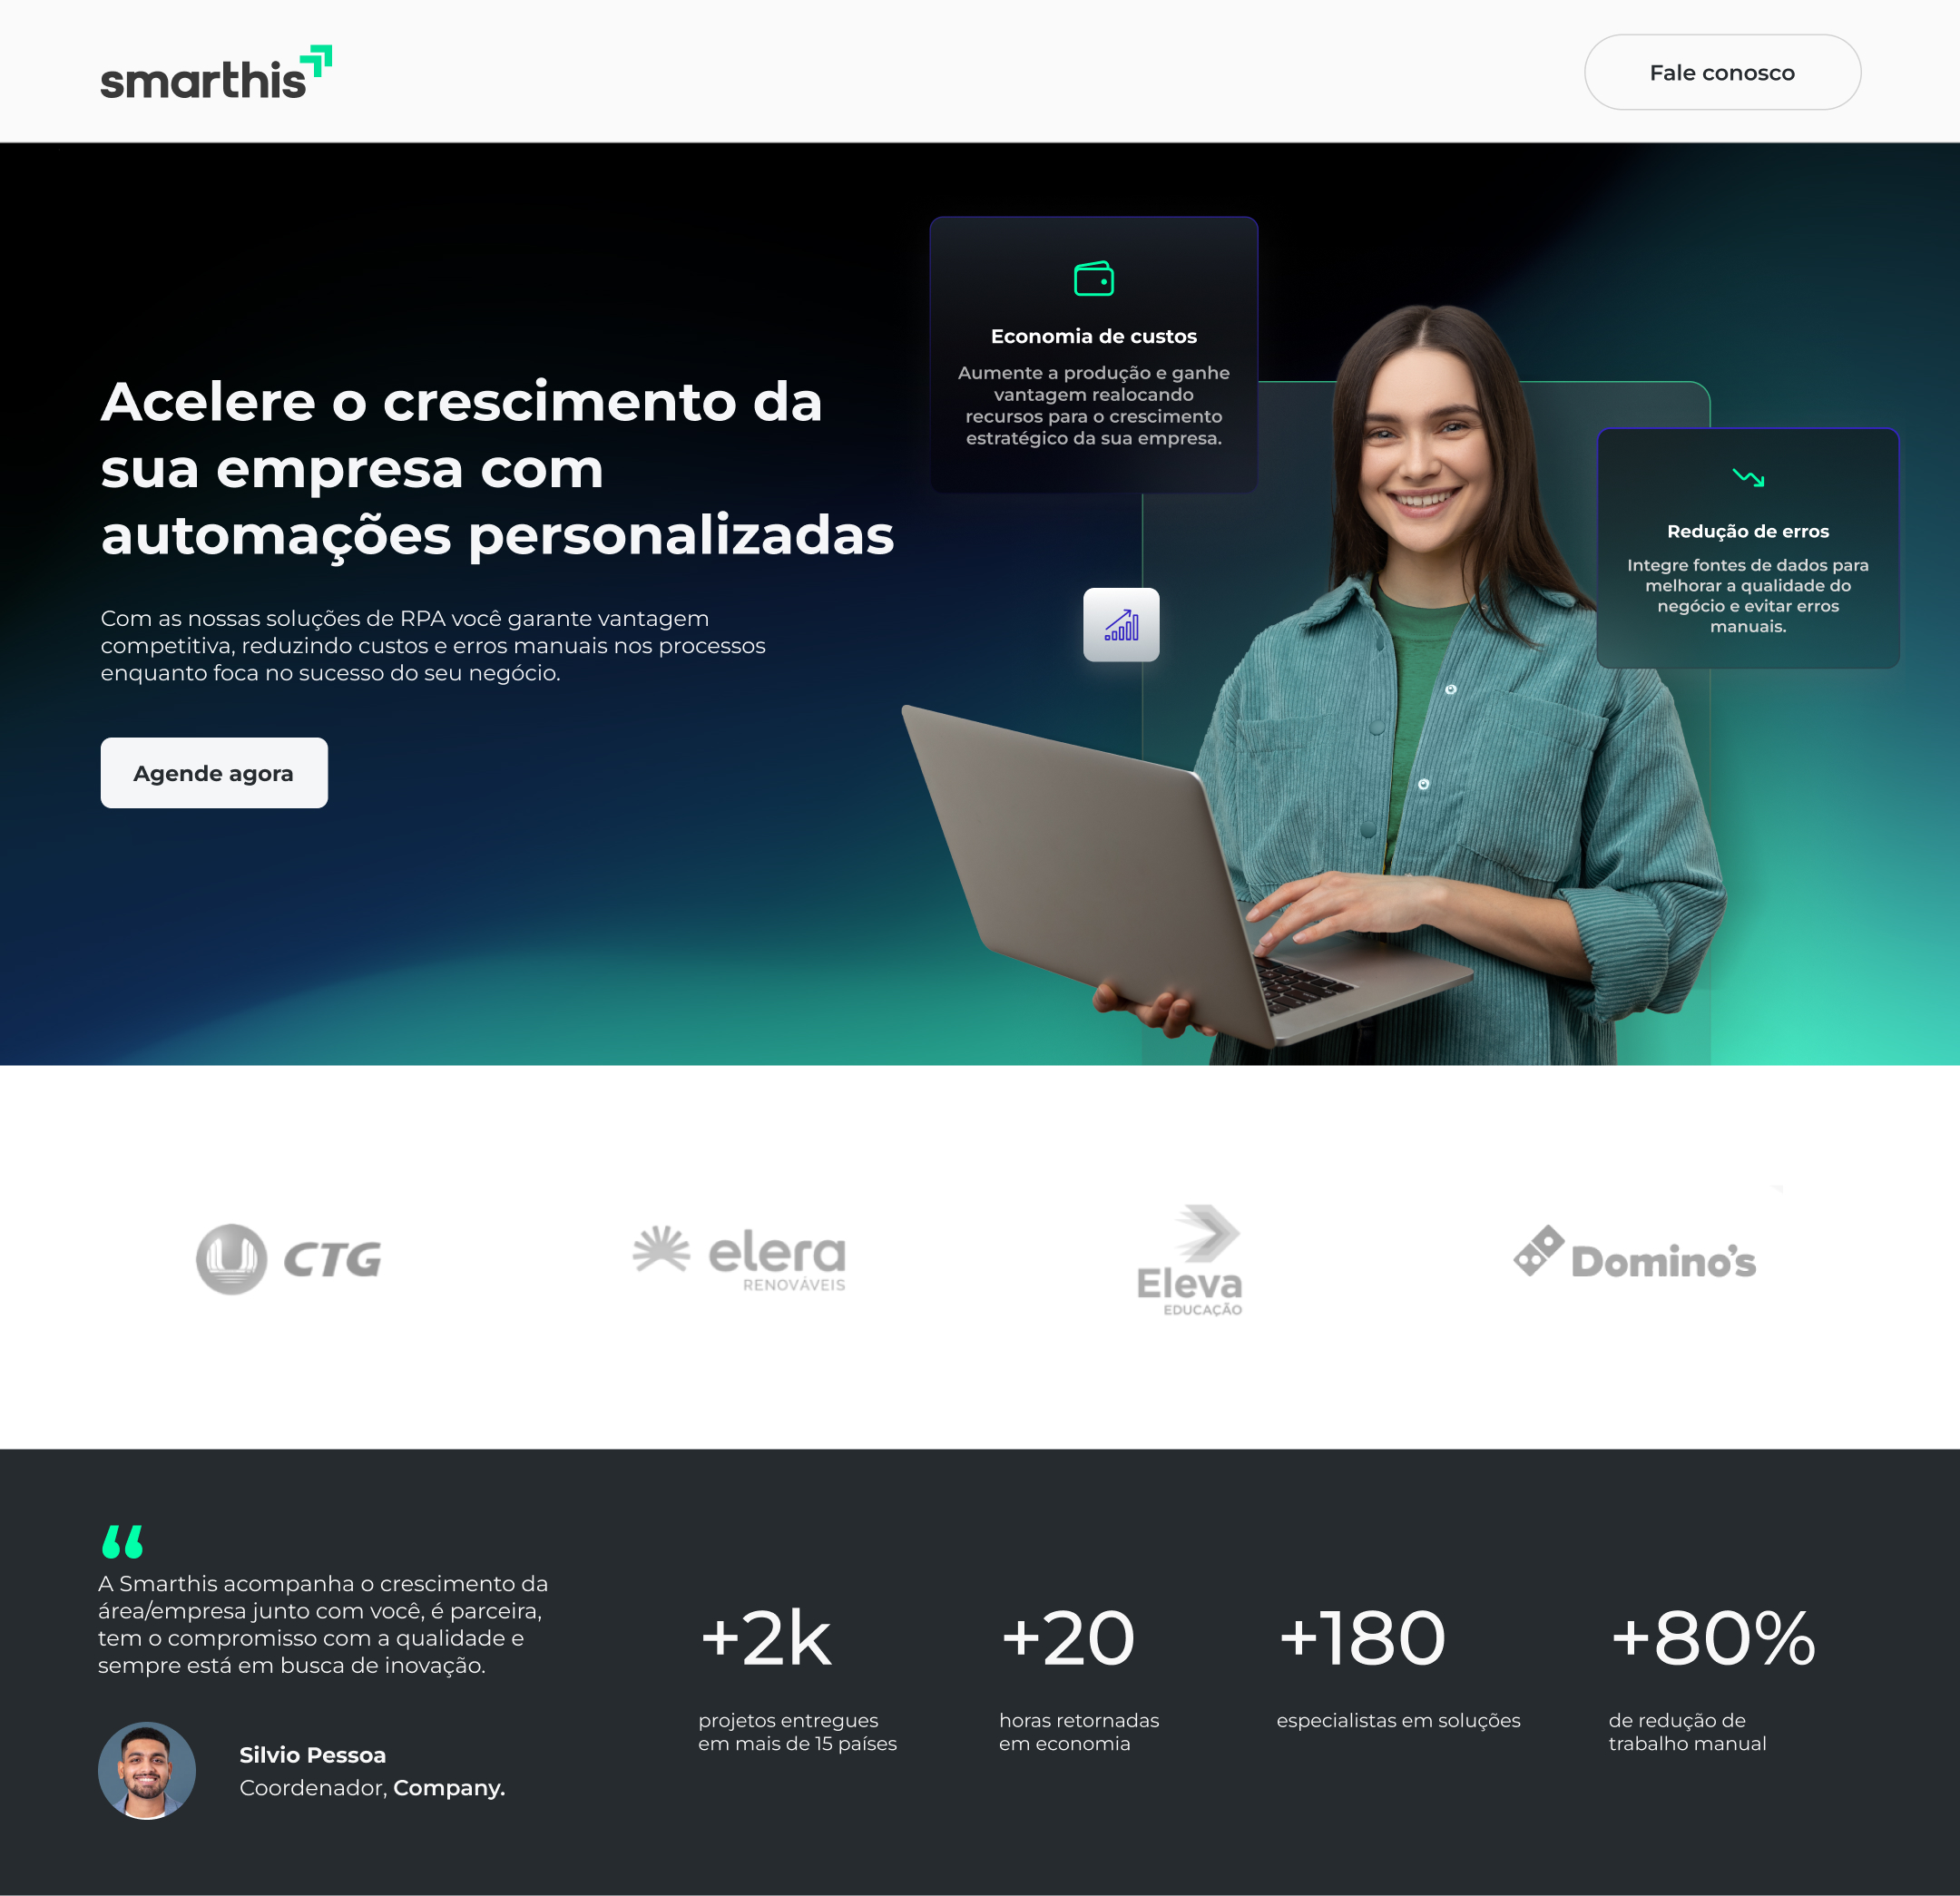 smarthis
Fale conosco
Economia de custos
Aumente a produção e ganhe
vantagem realocando
recursos para o crescimento
estratégico da sua empresa.
Acelere o crescimento da
sua empresa com
automações personalizadas
Com as nossas soluções de RPA você garante vantagem
competitiva, reduzindo custos e erros manuais nos processos
enquanto foca no sucesso do seu negócio.
Agende agora
Redução de erros
Integre fontes de dados para
melhorar a qualidade do
negócio e evitar erros
manuais.
CTG
elera
RENOVÁVEIS
Eleva
EDUCAÇÃO
Domino's
“
A Smarthis acompanha o crescimento da
área/empresa junto com você, é parceira,
tem o compromisso com a qualidade e
sempre está em busca de inovação.
Silvio Pessoa
Coordenador, Company.
+2k
projetos entregues
em mais de 15 países
+20
horas retornadas
em economia
+180
especialistas em soluções
+80%
de redução de
trabalho manual